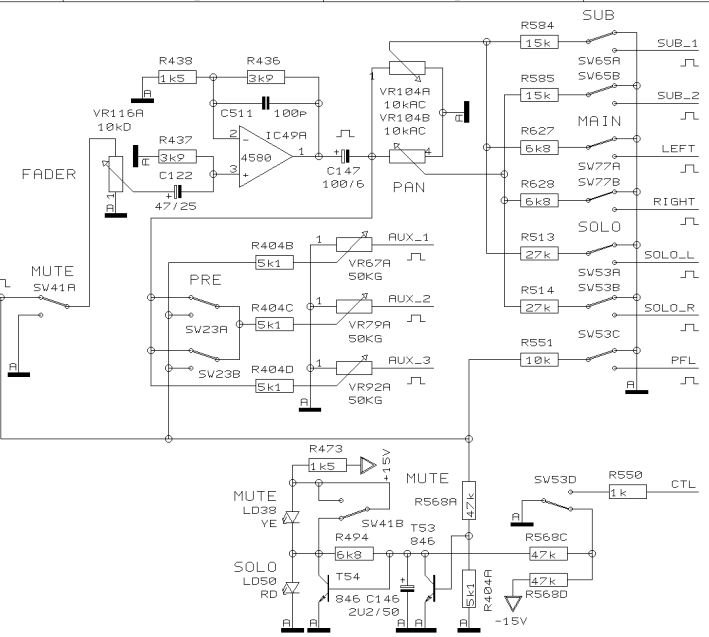 SUB
R584
15k
SUB_1
SW65A
R438
1k5
R436
3k9
1
VR104A
10kAC
R585
15k
SW65B
SUB_2
A
C511
100p
VR104B
10kAC
A
VR116A
10kD
2
IC49A
MAIN
R627
6k8
LEFT
R437
3k9
4580
1
4
SW77A
A
3
C147
100/6
R628
6k8
SW77B
RIGHT
FADER
C122
47/25
PAN
1
A
SOLO
R513
27k
SOLO_L
SW53A
MUTE
SW41A
R404B
5k1
1
AUX_1
VR67A
50KG
R514
27k
SW53B
SOLO_R
PRE
R404C
5k1
1
AUX_2
SW23A
VR79A
50KG
R551
10k
SW53C
PFL
A
SW23B
R404D
5k1
1
AUX_3
VR92A
50KG
A
A
R473
1k5
+15V
MUTE
R568A
47k
SW53D
R550
1k
CTL
MUTE
LD38
YE
SW41B
T53
846
A
R494
6k8
R568C
47k
SOLO
LD50
RD
T54
846
C146
2U2/50
R404A
5k1
47k
R568D
-15V
A
A
A
A
A